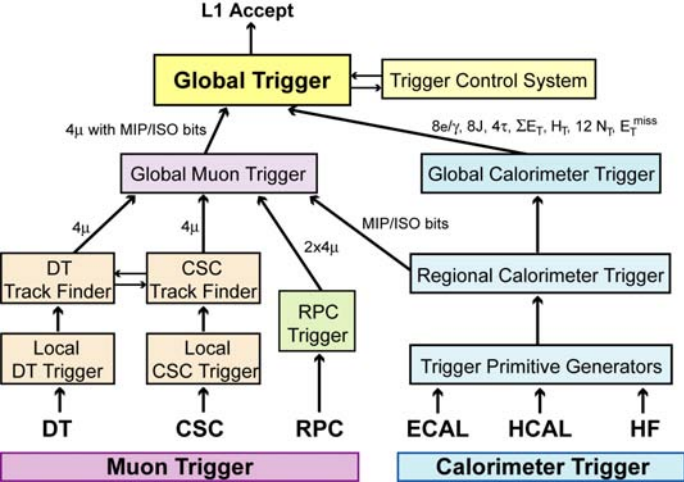 L1 Accept
Global Trigger
Trigger Control System
4μ with MIP/ISO bits
8e/γ, 8J, 4τ, ΣE_T, H_T, 12 N_T, E_T^miss
Global Muon Trigger
Global Calorimeter Trigger
4μ
4μ
2x4μ
MIP/ISO bits
DT
Track Finder
CSC
Track Finder
Regional Calorimeter Trigger
RPC
Trigger
Local
DT Trigger
Local
CSC Trigger
Trigger Primitive Generators
DT
CSC
RPC
ECAL
HCAL
HF
Muon Trigger
Calorimeter Trigger